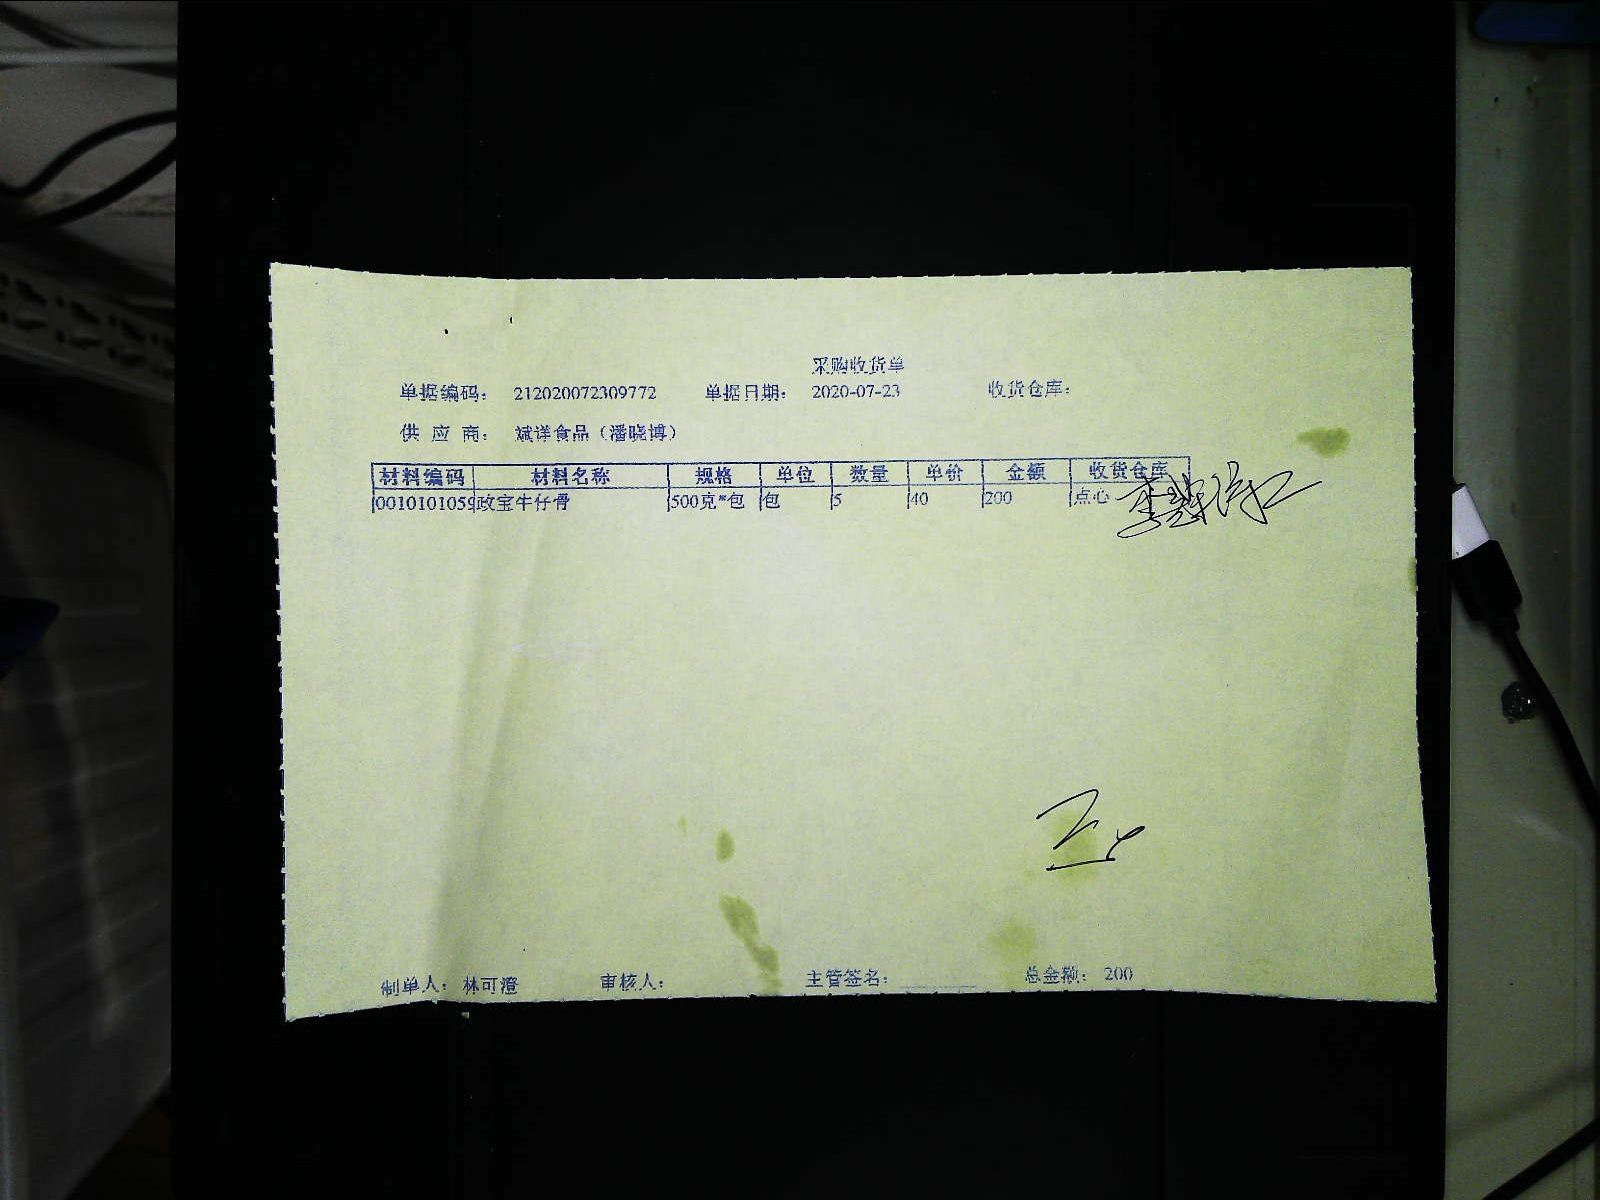 采购收货单
单据编码: 212020072309772 单据日期: 2020-07-23 收货仓库:
供 应 商: 斌洋食品（潘晓博）
材料编码 材料名称 规格 单位 数量 单价 金额 收货仓库
0010101059 政宝牛仔骨 500克*包 包 5 40 200 点心
制单人: 林可澄 审核人: 主管签名: 总金额: 200